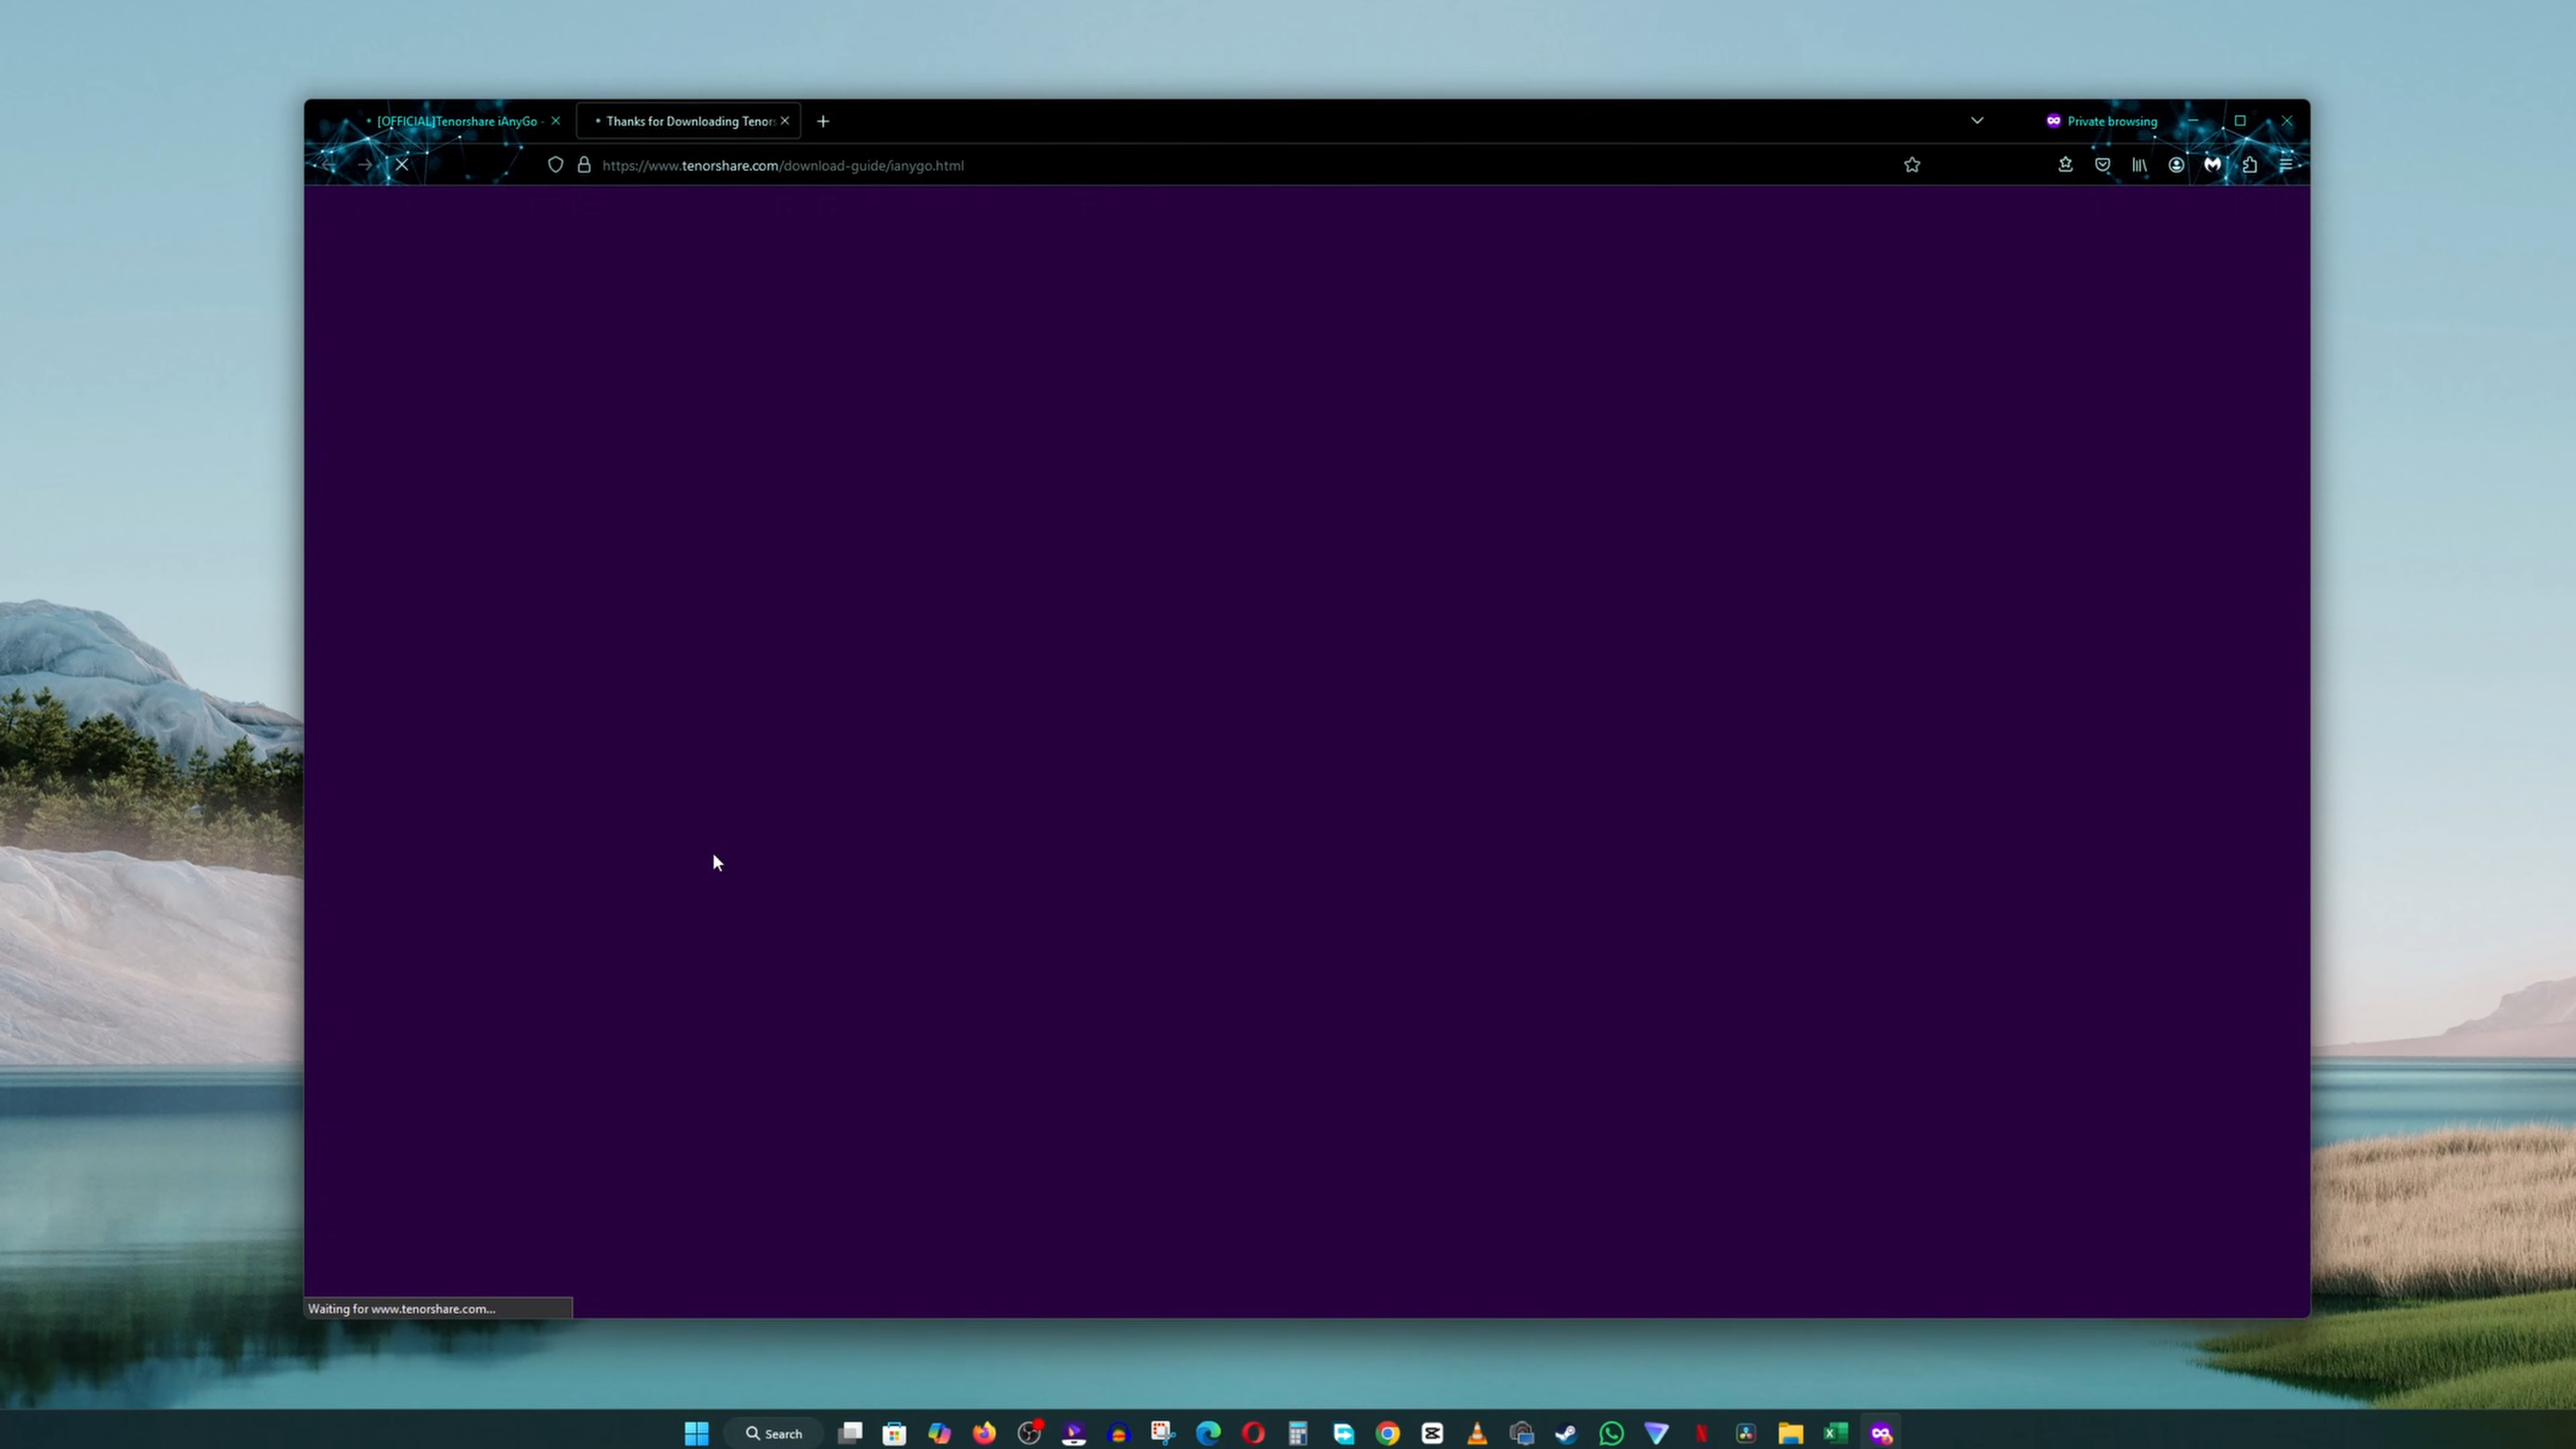 [OFFICIAL]Tenorshare iAnyGo -
Thanks for Downloading Tenors
Private browsing
https://www.tenorshare.com/download-guide/ianygo.html
Waiting for www.tenorshare.com...
Search